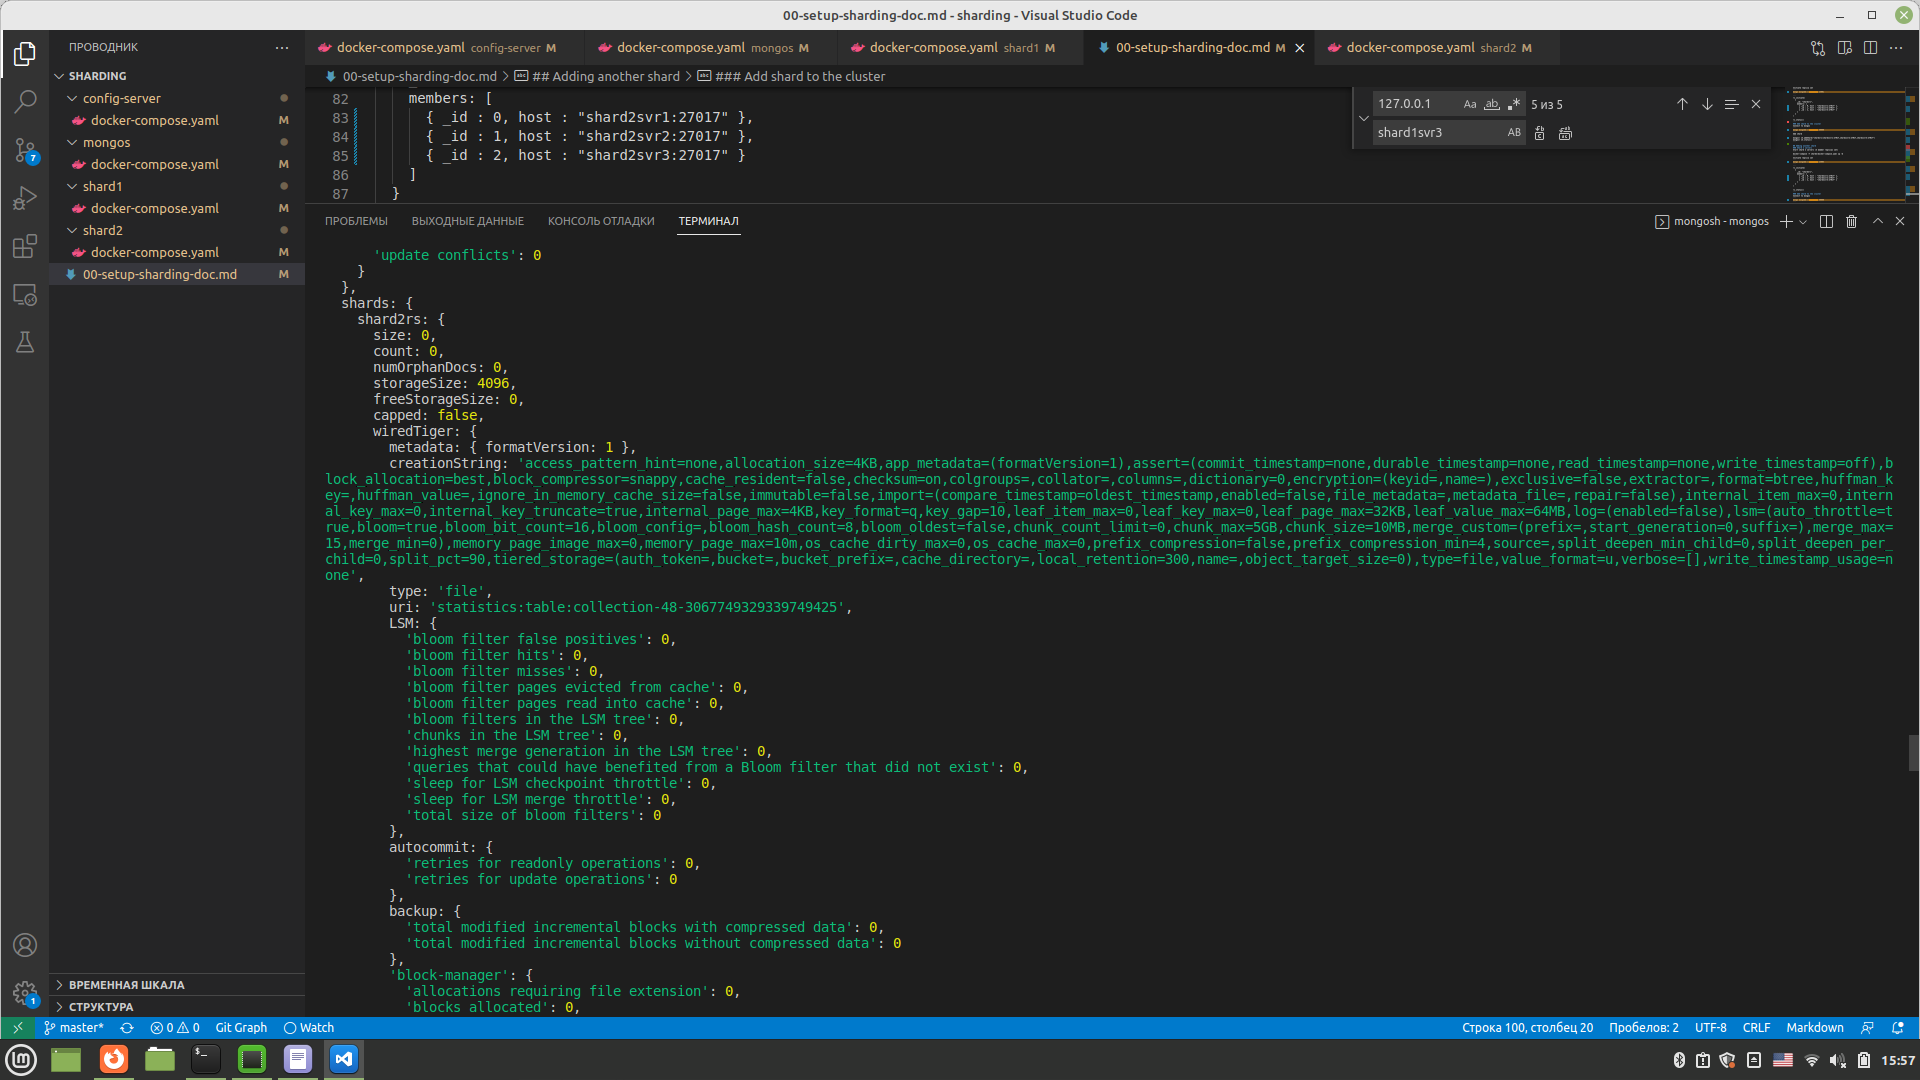 00-setup-sharding-doc.md - sharding - Visual Studio Code
ПРОВОДНИК
SHARDING
config-server
docker-compose.yaml M
mongos
docker-compose.yaml M
shard1
docker-compose.yaml M
shard2
docker-compose.yaml M
00-setup-sharding-doc.md M
ВРЕМЕННАЯ ШКАЛА
СТРУКТУРА
7
1
docker-compose.yaml config-server M
docker-compose.yaml mongos M
docker-compose.yaml shard1 M
00-setup-sharding-doc.md M
docker-compose.yaml shard2 M
00-setup-sharding-doc.md > ## Adding another shard > ### Add shard to the cluster
82 members: [
83 { _id : 0, host : "shard2svr1:27017" },
84 { _id : 1, host : "shard2svr2:27017" },
85 { _id : 2, host : "shard2svr3:27017" }
86 ]
87 }
127.0.0.1 Aa ab 5 из 5
shard1svr3 AB
ПРОБЛЕМЫ ВЫХОДНЫЕ ДАННЫЕ КОНСОЛЬ ОТЛАДКИ ТЕРМИНАЛ
mongosh - mongos
'update conflicts': 0
}
},
shards: {
shard2rs: {
size: 0,
count: 0,
numOrphanDocs: 0,
storageSize: 4096,
freeStorageSize: 0,
capped: false,
wiredTiger: {
metadata: { formatVersion: 1 },
creationString: 'access_pattern_hint=none,allocation_size=4KB,app_metadata=(formatVersion=1),assert=(commit_timestamp=none,durable_timestamp=none,read_timestamp=none,write_timestamp=off),b
lock_allocation=best,block_compressor=snappy,cache_resident=false,checksum=on,colgroups=,collator=,columns=,dictionary=0,encryption=(keyid=,name=),exclusive=false,extractor=,format=btree,huffman_k
ey=,huffman_value=,ignore_in_memory_cache_size=false,immutable=false,import=(compare_timestamp=oldest_timestamp,enabled=false,file_metadata=,metadata_file=,repair=false),internal_item_max=0,intern
al_key_max=0,internal_key_truncate=true,internal_page_max=4KB,key_format=q,key_gap=10,leaf_item_max=0,leaf_key_max=0,leaf_page_max=32KB,leaf_value_max=64MB,log=(enabled=false),lsm=(auto_throttle=t
rue,bloom=true,bloom_bit_count=16,bloom_config=,bloom_hash_count=8,bloom_oldest=false,chunk_count_limit=0,chunk_max=5GB,chunk_size=10MB,merge_custom=(prefix=,start_generation=0,suffix=),merge_max=
15,merge_min=0),memory_page_image_max=0,memory_page_max=10m,os_cache_dirty_max=0,os_cache_max=0,prefix_compression=false,prefix_compression_min=4,source=,split_deepen_min_child=0,split_deepen_per_
child=0,split_pct=90,tiered_storage=(auth_token=,bucket=,bucket_prefix=,cache_directory=,local_retention=300,name=,object_target_size=0),type=file,value_format=u,verbose=[],write_timestamp_usage=n
one',
type: 'file',
uri: 'statistics:table:collection-48-3067749329339749425',
LSM: {
'bloom filter false positives': 0,
'bloom filter hits': 0,
'bloom filter misses': 0,
'bloom filter pages evicted from cache': 0,
'bloom filter pages read into cache': 0,
'bloom filters in the LSM tree': 0,
'chunks in the LSM tree': 0,
'highest merge generation in the LSM tree': 0,
'queries that could have benefited from a Bloom filter that did not exist': 0,
'sleep for LSM checkpoint throttle': 0,
'sleep for LSM merge throttle': 0,
'total size of bloom filters': 0
},
autocommit: {
'retries for readonly operations': 0,
'retries for update operations': 0
},
backup: {
'total modified incremental blocks with compressed data': 0,
'total modified incremental blocks without compressed data': 0
},
'block-manager': {
'allocations requiring file extension': 0,
'blocks allocated': 0,
master* 0 0 Git Graph Watch
Строка 100, столбец 20 Пробелов: 2 UTF-8 CRLF Markdown
15:57